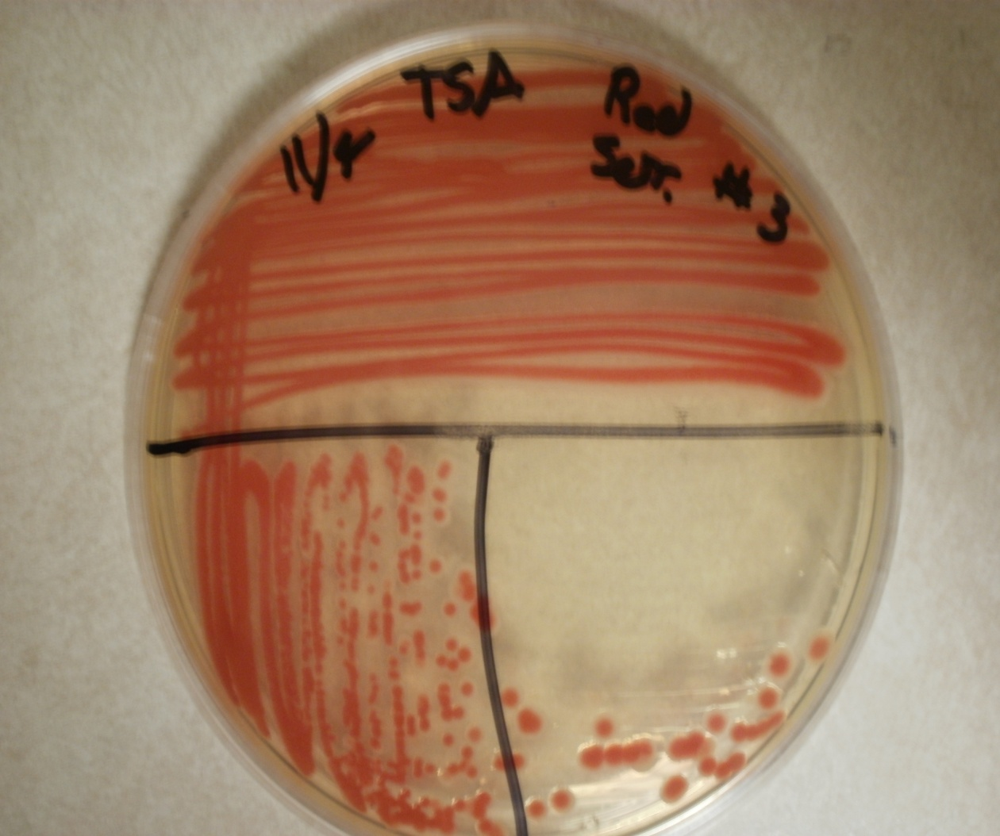 TSA
11/4
Red
Ser. # 3